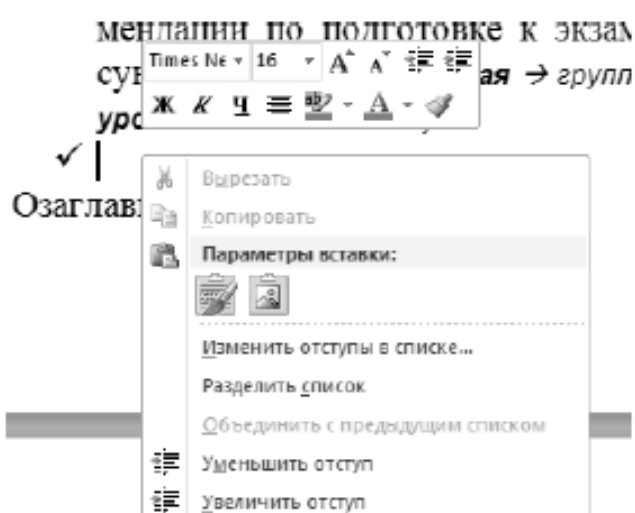 мендации по подготовке к экзам
Times Ne 16
ая → групп
Ж К Ч
✓
Озаглав
Вырезать
Копировать
Параметры вставки:
Изменить отступы в списке...
Разделить список
Объединить с предыдущим списком
Уменьшить отступ
Увеличить отступ